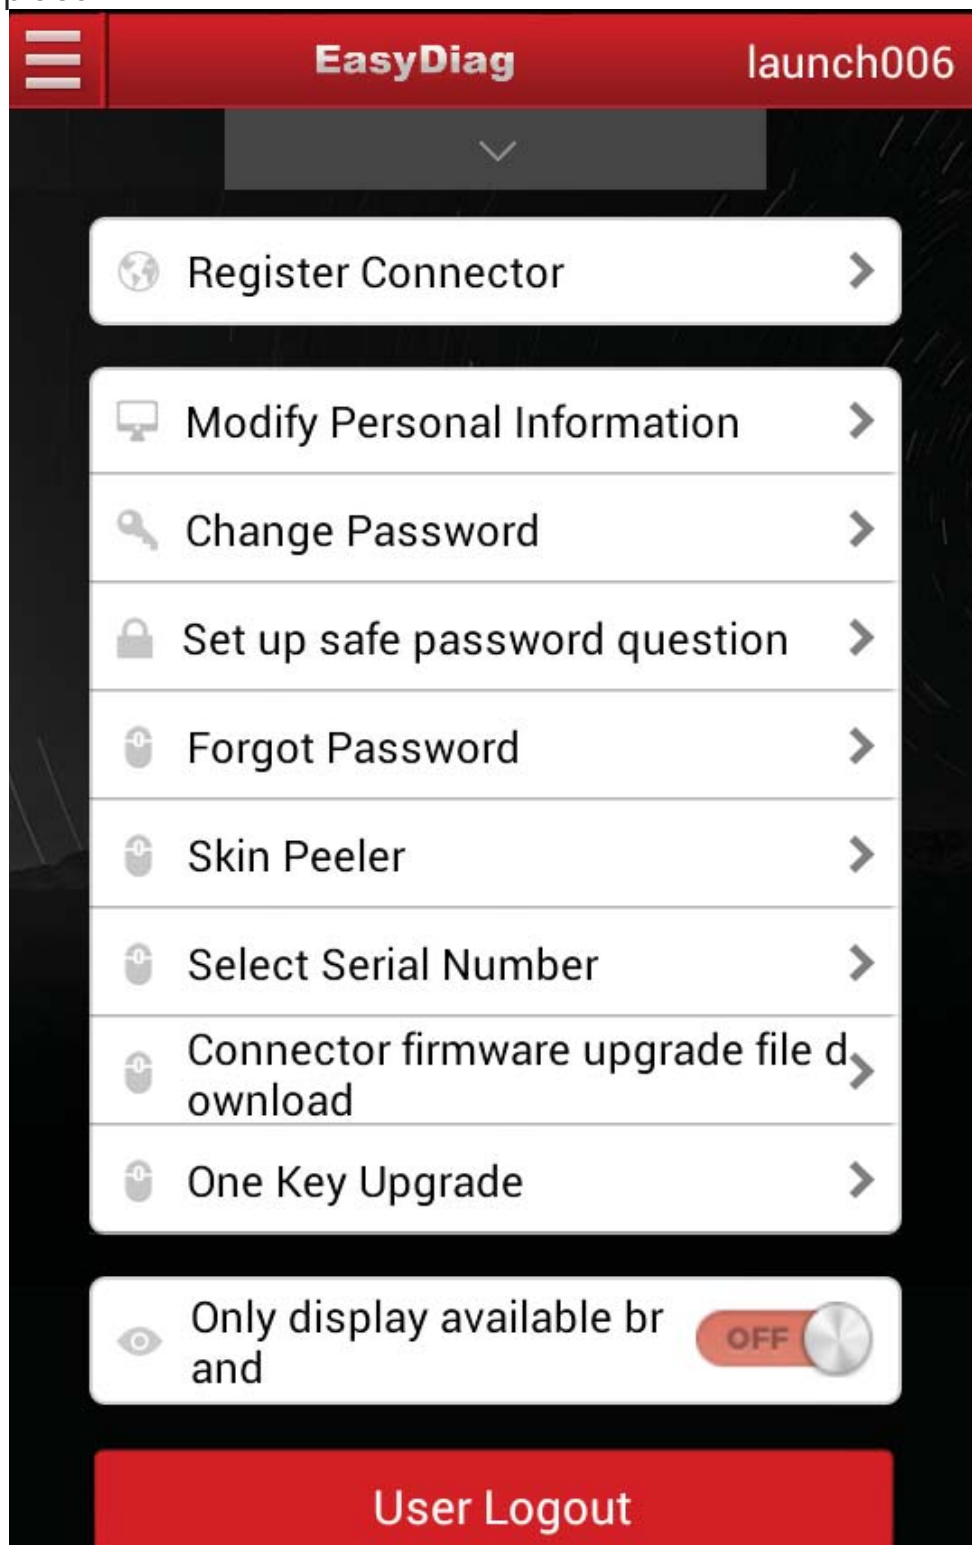 EasyDiag
launch006
Register Connector
Modify Personal Information
Change Password
Set up safe password question
Forgot Password
Skin Peeler
Select Serial Number
Connector firmware upgrade file d
ownload
One Key Upgrade
Only display available br
and
OFF
User Logout